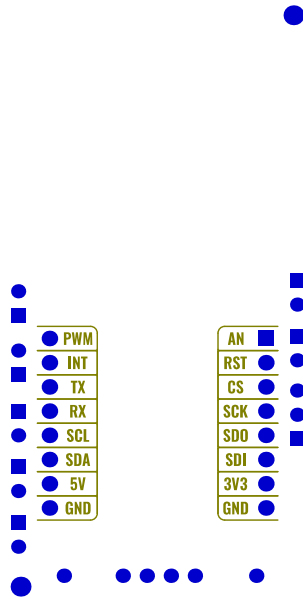 PWM AN
INT RST
TX CS
RX SCK
SCL SDO
SDA SDI
5V 3V3
GND GND